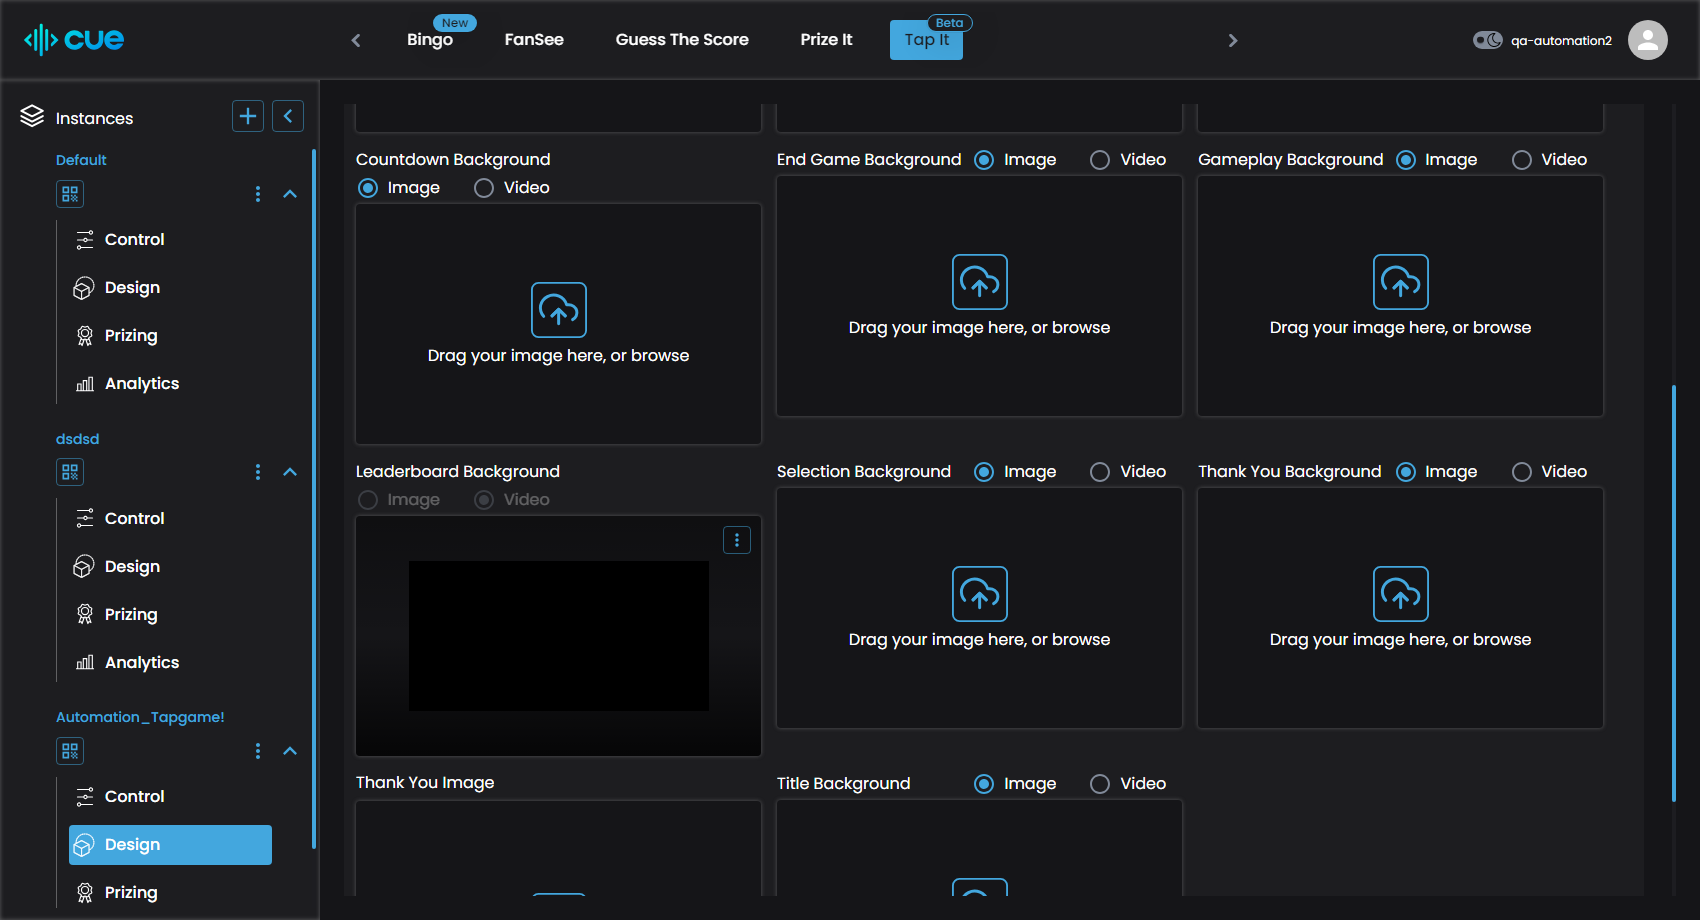 cue
New
Bingo
FanSee
Guess The Score
Prize It
Beta
Tap It
qa-automation2
Instances
Default
Control
Design
Prizing
Analytics
dsdsd
Control
Design
Prizing
Analytics
Automation_Tapgame!
Control
Design
Prizing
Countdown Background
Image Video
Drag your image here, or browse
End Game Background Image Video
Drag your image here, or browse
Gameplay Background Image Video
Drag your image here, or browse
Leaderboard Background
Image Video
Selection Background Image Video
Drag your image here, or browse
Thank You Background Image Video
Drag your image here, or browse
Thank You Image
Title Background Image Video